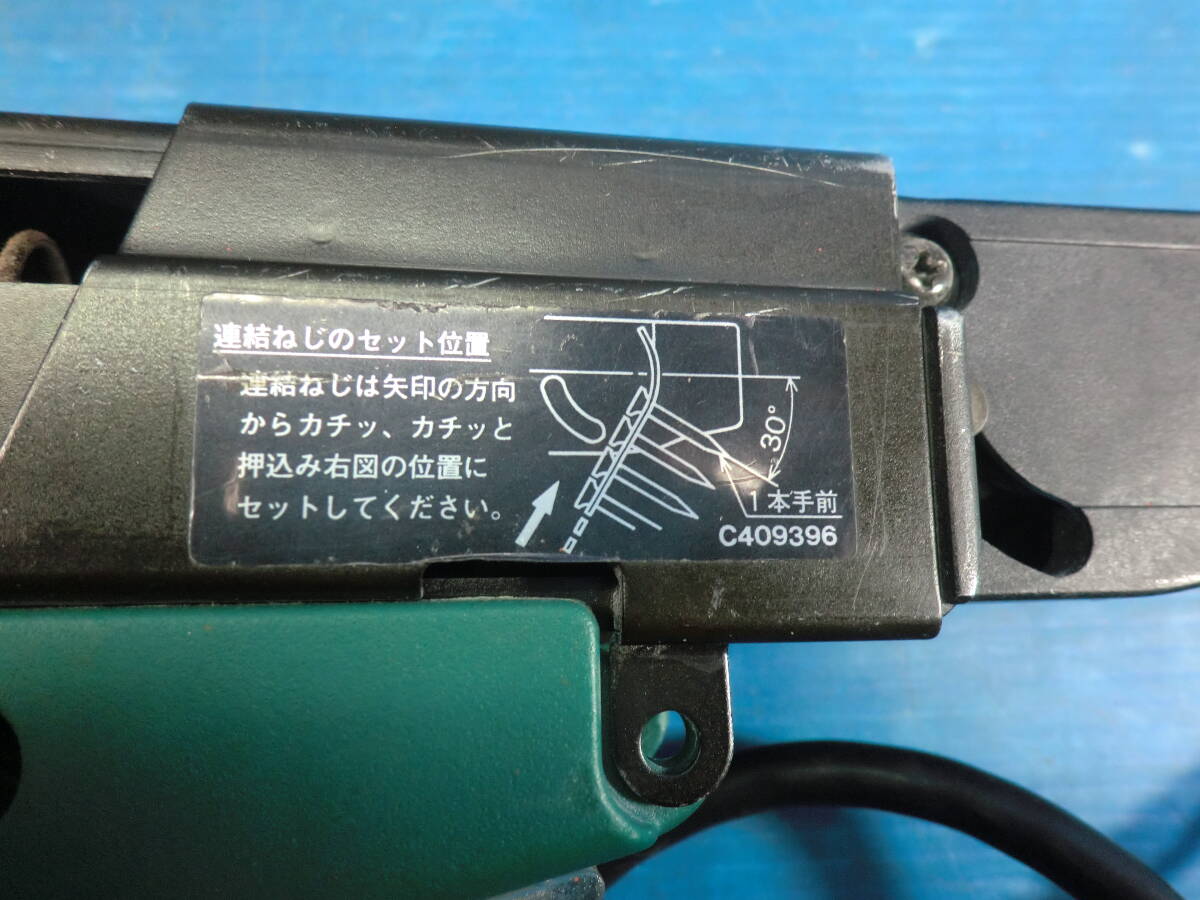 連結ねじのセット位置
連結ねじは矢印の方向
からカチッ、カチッと
押込み右図の位置に
セットしてください。
30°
1本手前
C409396